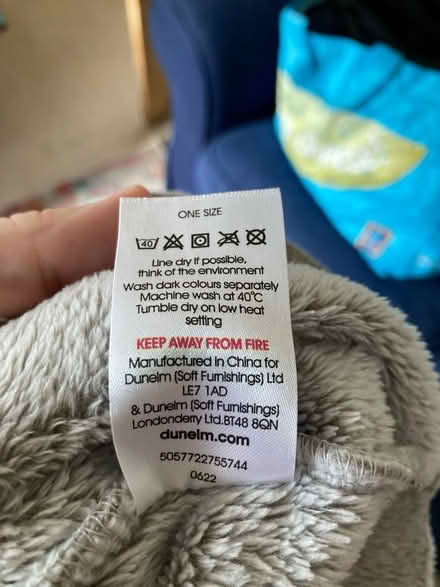 ONE SIZE
40
Line dry if possible,
think of the environment
Wash dark colours separately
Machine wash at 40°C
Tumble dry on low heat
setting
KEEP AWAY FROM FIRE
Manufactured in China for
Dunelm (Soft Furnishings) Ltd
LE7 1AD
& Dunelm (Soft Furnishings)
Londonderry Ltd.BT48 8QN
dunelm.com
5057722755744
0622